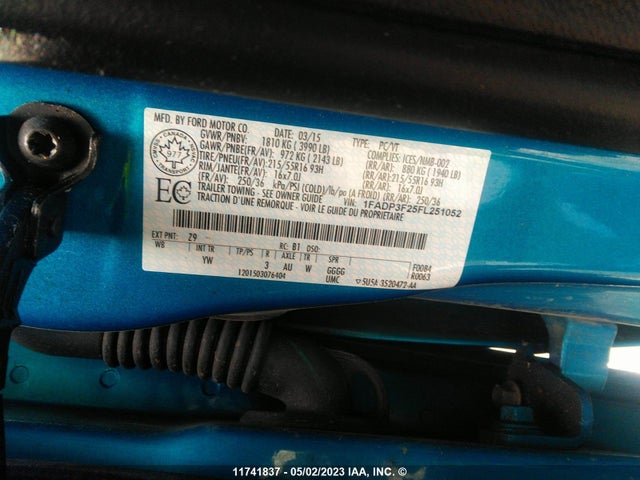 MFD. BY FORD MOTOR CO.
DATE: 03/15 TYPE: PC/VT
GVWR/PNBV: 1810 KG ( 3990 LB) COMPLIES: ICES/NMB-002
GAWR/PBE(FR/AV): 972 KG ( 2143 LB) (RR/AR): 880 KG ( 1940 LB)
TIRE/PNEU(FR/AV):215/55R16 93H (RR/AR):215/55R16 93H
RIM/JANTE(FR/AV): 16x7.0J (RR/AR): 16x7.0J
(FR/AV): 250/36 kPa/PSI (COLD)/lb/po (A FROID) (RR/AR): 250/36
TRAILER TOWING - SEE OWNER GUIDE
TRACTION D'UNE REMORQUE - VOIR LE GUIDE DU PROPRIETAIRE
1FADP3F25FL251052
CANADA
977
EC
EXT PNT: Z9 RC: B1 DSO:
WB INT TR TP/PS R AXLE TR SPR
YW 3 AU W GGGG F0084
UMC R0063
1201503076404 5U5A 3520472 AA
11741837 - 05/02/2023 IAA, INC. ©